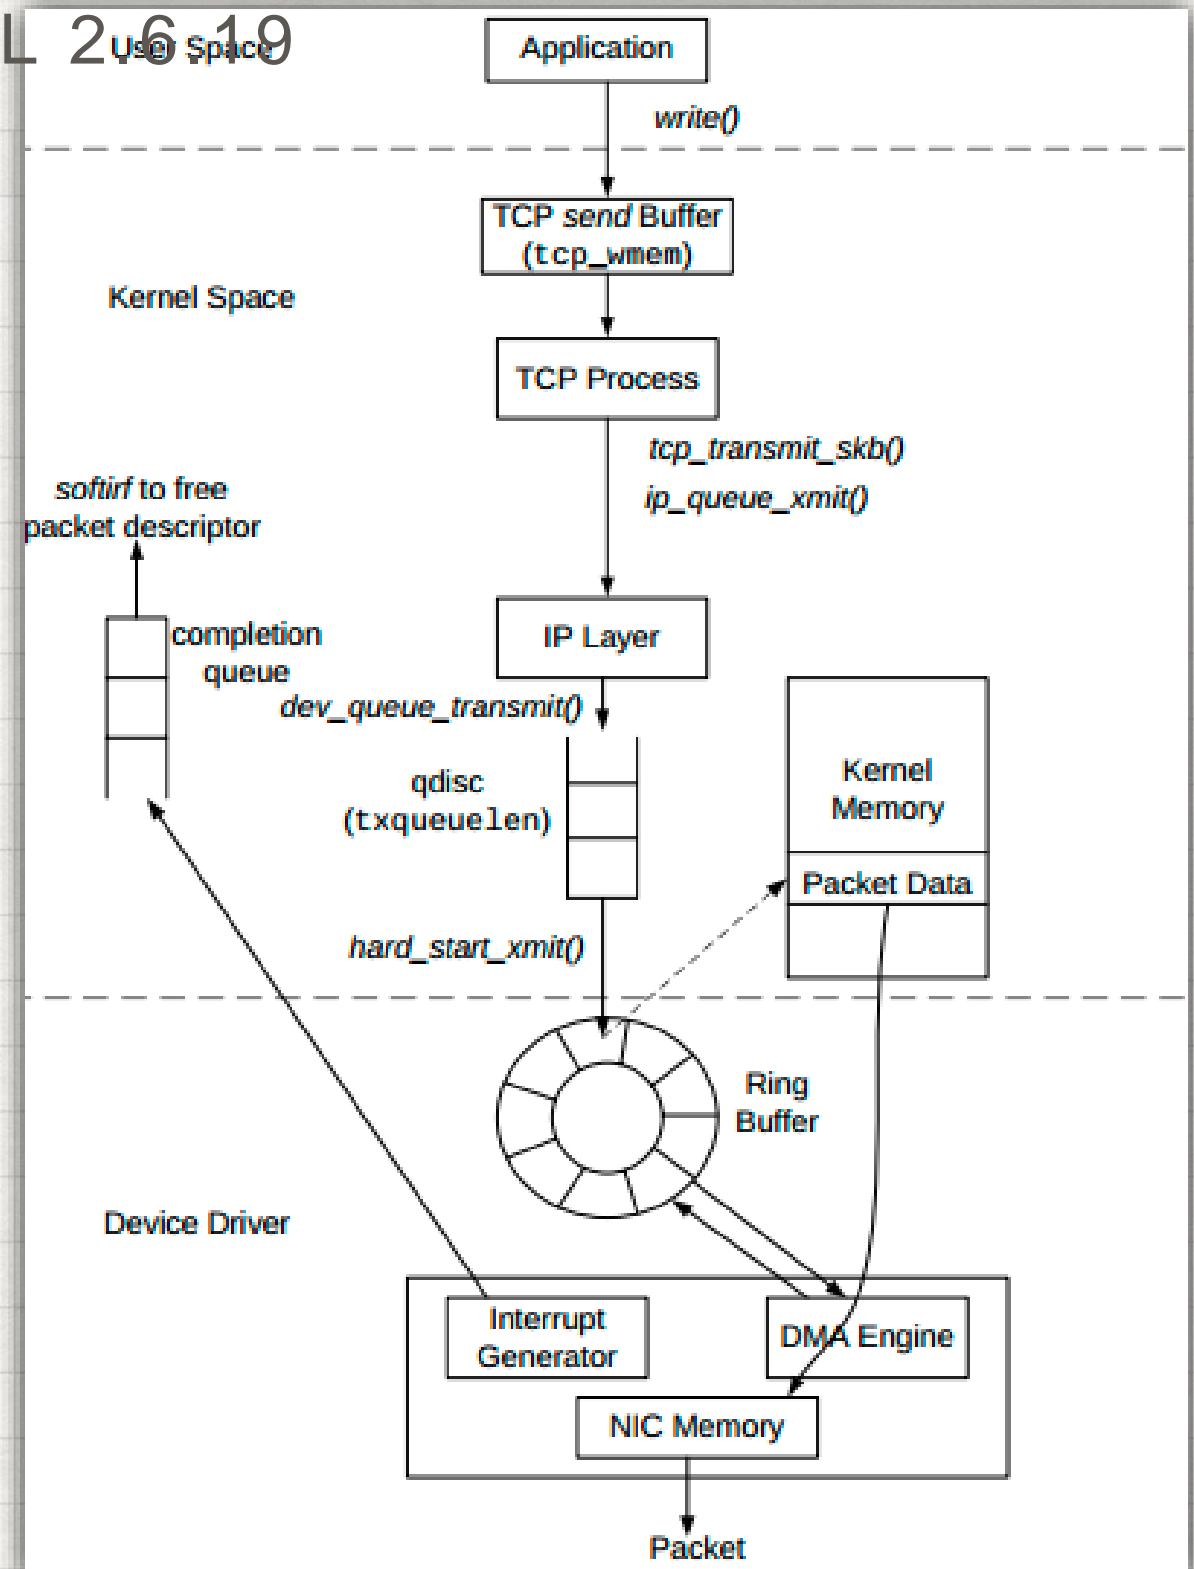 L 2.6.19
User Space
Application
write()
TCP send Buffer
(tcp_wmem)
Kernel Space
TCP Process
tcp_transmit_skb()
ip_queue_xmit()
softirf to free
packet descriptor
IP Layer
completion
queue
dev_queue_transmit()
qdisc
(txqueuelen)
Kernel
Memory
Packet Data
hard_start_xmit()
Ring
Buffer
Device Driver
Interrupt
Generator
DMA Engine
NIC Memory
Packet